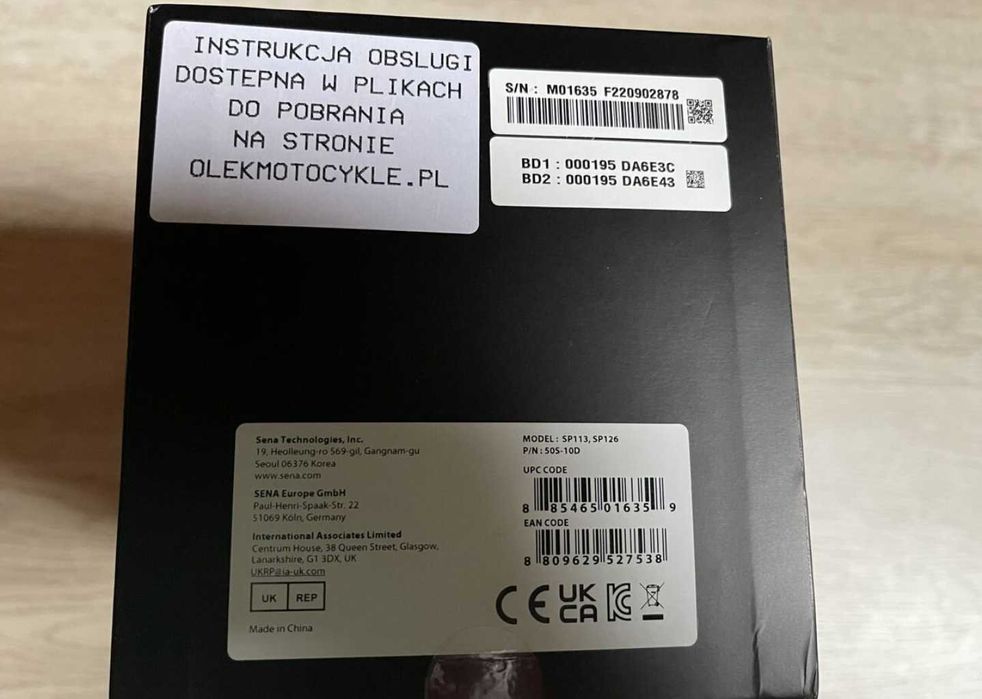 INSTRUKCJA OBSLUGI
DOSTEPNA W PLIKACH
DO POBRANIA
NA STRONIE
OLEKMOTOCYKLE.PL
S/N : M01635 F220902878
BD1 : 000195 DA6E3C
BD2 : 000195 DA6E43
Sena Technologies, Inc.
19, Heolleung-ro 569-gil, Gangnam-gu
Seoul 06376 Korea
www.sena.com
SENA Europe GmbH
Paul-Henri-Spaak-Str. 22
51069 Köln, Germany
International Associates Limited
Centrum House, 38 Queen Street, Glasgow,
Lanarkshire, G1 3DX, UK
UKRP@ia-uk.com
UK REP
Made in China
MODEL : SP113, SP126
P/N : 50S-10D
UPC CODE
8 85465 01635 9
EAN CODE
8 809629 527538
CE UK CA